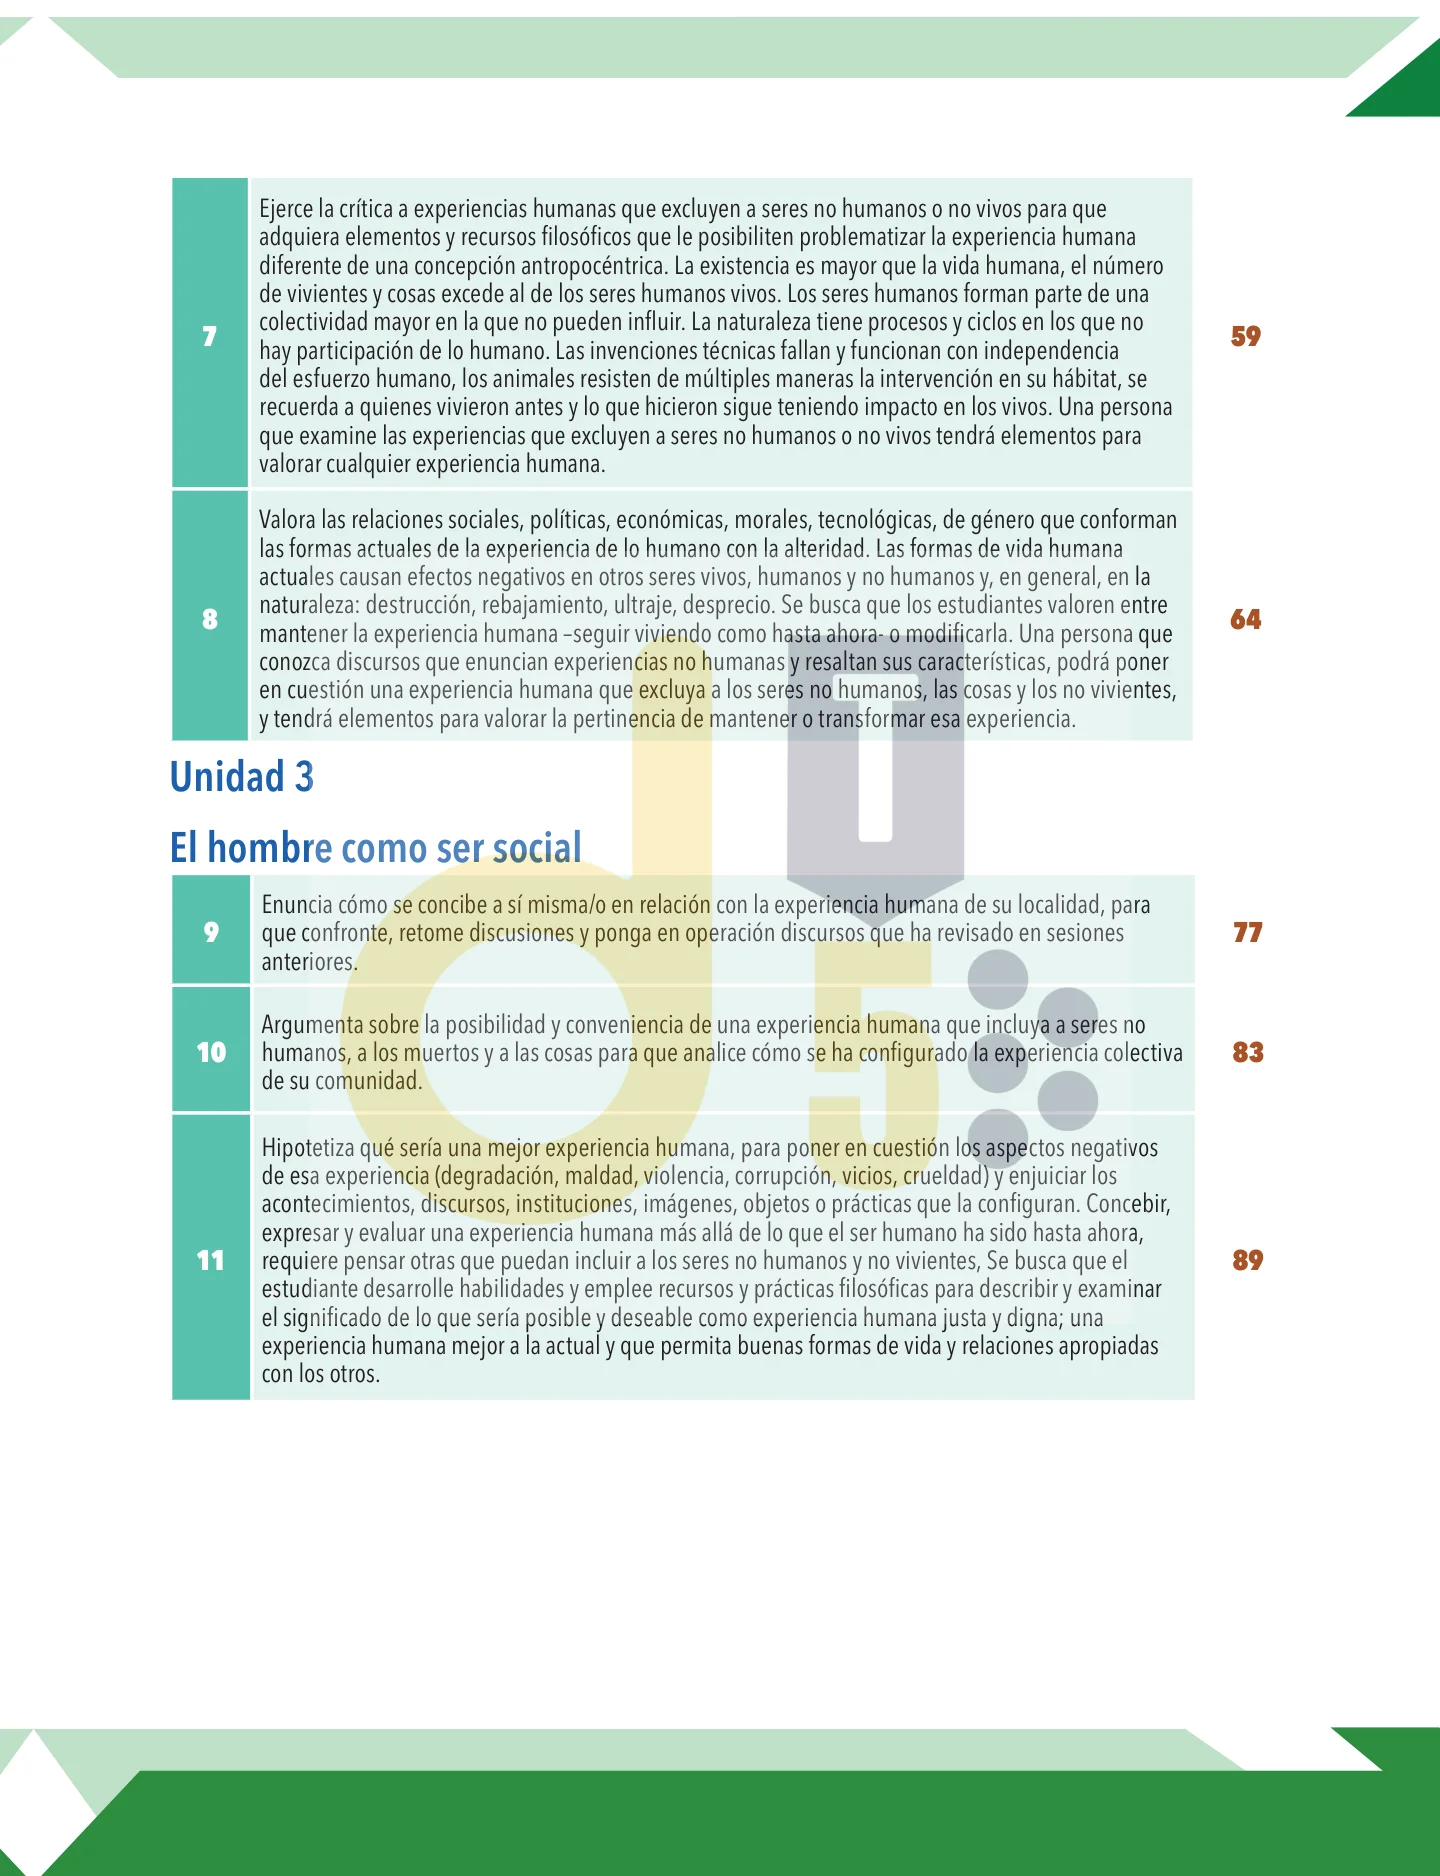 Ejerce la crítica a experiencias humanas que excluyen a seres no humanos o no vivos para que
adquiera elementos y recursos filosóficos que le posibiliten problematizar la experiencia humana
diferente de una concepción antropocéntrica. La existencia es mayor que la vida humana, el número
de vivientes y cosas excede al de los seres humanos vivos. Los seres humanos forman parte de una
colectividad mayor en la que no pueden influir. La naturaleza tiene procesos y ciclos en los que no
7
hay participación de lo humano. Las invenciones técnicas fallan y funcionan con independencia
59
del esfuerzo humano, los animales resisten de múltiples maneras la intervención en su hábitat, se
recuerda a quienes vivieron antes y lo que hicieron sigue teniendo impacto en los vivos. Una persona
que examine las experiencias que excluyen a seres no humanos o no vivos tendrá elementos para
valorar cualquier experiencia humana.
Valora las relaciones sociales, políticas, económicas, morales, tecnológicas, de género que conforman
las formas actuales de la experiencia de lo humano con la alteridad. Las formas de vida humana
actuales causan efectos negativos en otros seres vivos, humanos y no humanos y, en general, en la
naturaleza: destrucción, rebajamiento, ultraje, desprecio. Se busca que los estudiantes valoren entre
8
mantener la experiencia humana –seguir viviendo como hasta ahora- o modificarla. Una persona que
64
conozca discursos que enuncian experiencias no humanas y resaltan sus características, podrá poner
en cuestión una experiencia humana que excluya a los seres no humanos, las cosas y los no vivientes,
y tendrá elementos para valorar la pertinencia de mantener o transformar esa experiencia.
Unidad 3
El hombre como ser social
Enuncia cómo se concibe a sí misma/o en relación con la experiencia humana de su localidad, para
9
que confronte, retome discusiones y ponga en operación discursos que ha revisado en sesiones
77
anteriores.
Argumenta sobre la posibilidad y conveniencia de una experiencia humana que incluya a seres no
10
humanos, a los muertos y a las cosas para que analice cómo se ha configurado la experiencia colectiva
83
de su comunidad.
Hipotetiza qué sería una mejor experiencia humana, para poner en cuestión los aspectos negativos
de esa experiencia (degradación, maldad, violencia, corrupción, vicios, crueldad) y enjuiciar los
acontecimientos, discursos, instituciones, imágenes, objetos o prácticas que la configuran. Concebir,
expresar y evaluar una experiencia humana más allá de lo que el ser humano ha sido hasta ahora,
11
requiere pensar otras que puedan incluir a los seres no humanos y no vivientes, Se busca que el
89
estudiante desarrolle habilidades y emplee recursos y prácticas filosóficas para describir y examinar
el significado de lo que sería posible y deseable como experiencia humana justa y digna; una
experiencia humana mejor a la actual y que permita buenas formas de vida y relaciones apropiadas
con los otros.
d T 5